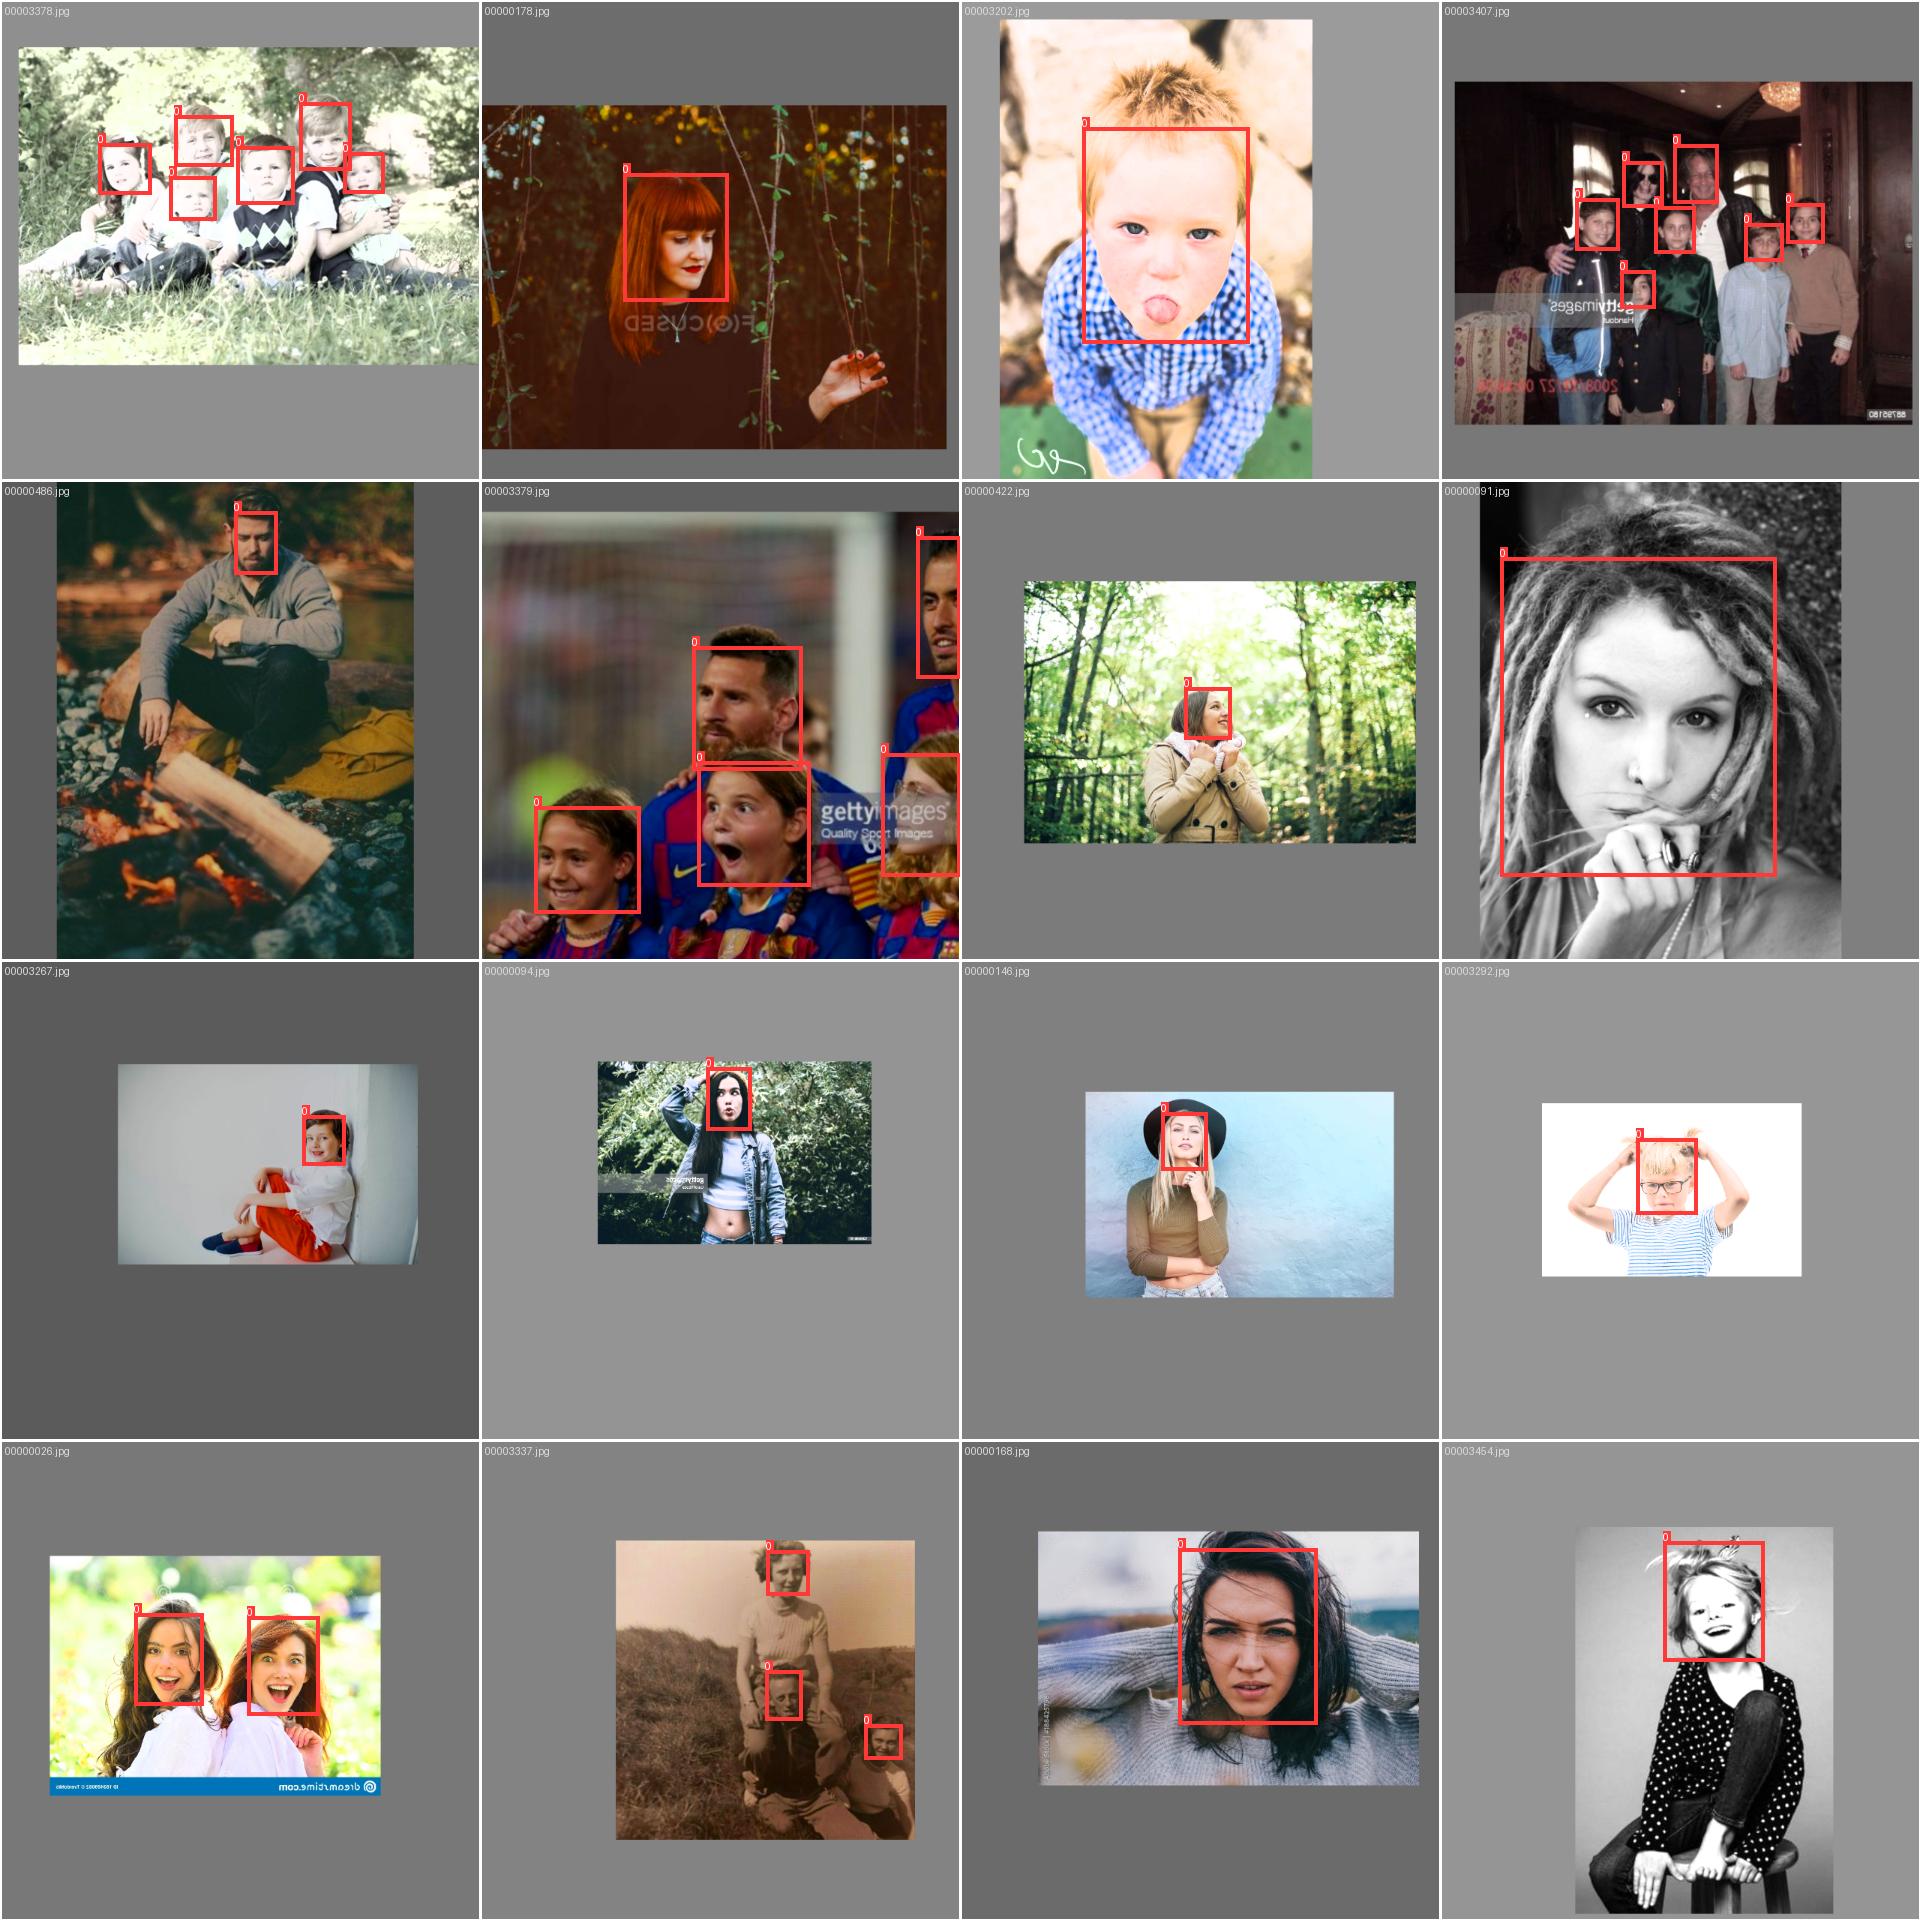 00003378.jpg
00000178.jpg
00003202.jpg
00003407.jpg
0
0
0
0
0
0
0
F(O)CUSED
0
0
0
0
0
0
0
0
0
gettyimages®
Handout
2008/07/27
88795180
00000486.jpg
00003379.jpg
00000422.jpg
00000091.jpg
0
0
0
0
0
0
0
0
gettyimages®
Quality Sport Images
00003267.jpg
00000094.jpg
00000146.jpg
00003292.jpg
0
0
0
0
gettyimages
00000026.jpg
00003337.jpg
00000168.jpg
00003454.jpg
0
0
0
0
0
0
0
dreamstime.com